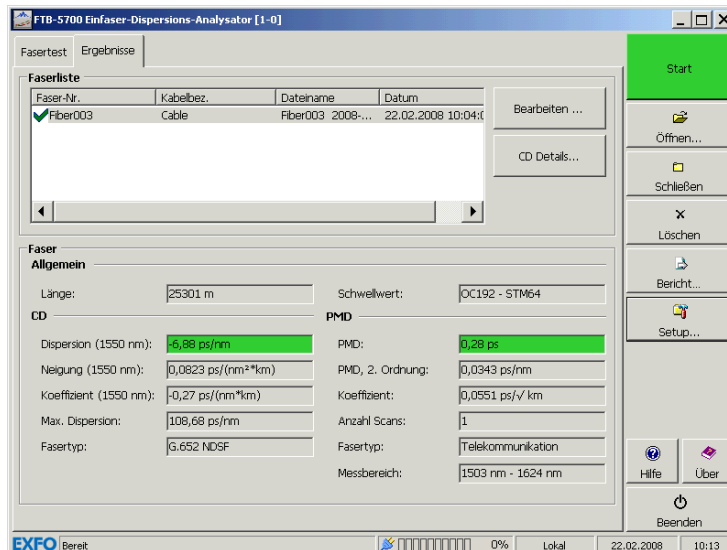 FTB-5700 Einfaser-Dispersions-Analysator [1-0]
Fasertest Ergebnisse
Faserliste
Faser-Nr. Kabelbez. Dateiname Datum
Fiber003 Cable Fiber003 2008-... 22.02.2008 10:04:0
Bearbeiten ...
CD Details...
Faser
Allgemein
Länge: 25301 m Schwellwert: OC192 - STM64
CD PMD
Dispersion (1550 nm): -6,88 ps/nm PMD: 0,28 ps
Neigung (1550 nm): 0,0823 ps/(nm²*km) PMD, 2. Ordnung: 0,0343 ps/nm
Koeffizient (1550 nm): -0,27 ps/(nm*km) Koeffizient: 0,0551 ps/√ km
Max. Dispersion: 108,68 ps/nm Anzahl Scans: 1
Fasertyp: G.652 NDSF Fasertyp: Telekommunikation
Messbereich: 1503 nm - 1624 nm
Start
Öffnen...
Schließen
Löschen
Bericht...
Setup...
Hilfe Über
Beenden
EXFO Bereit 0% Lokal 22.02.2008 10:13